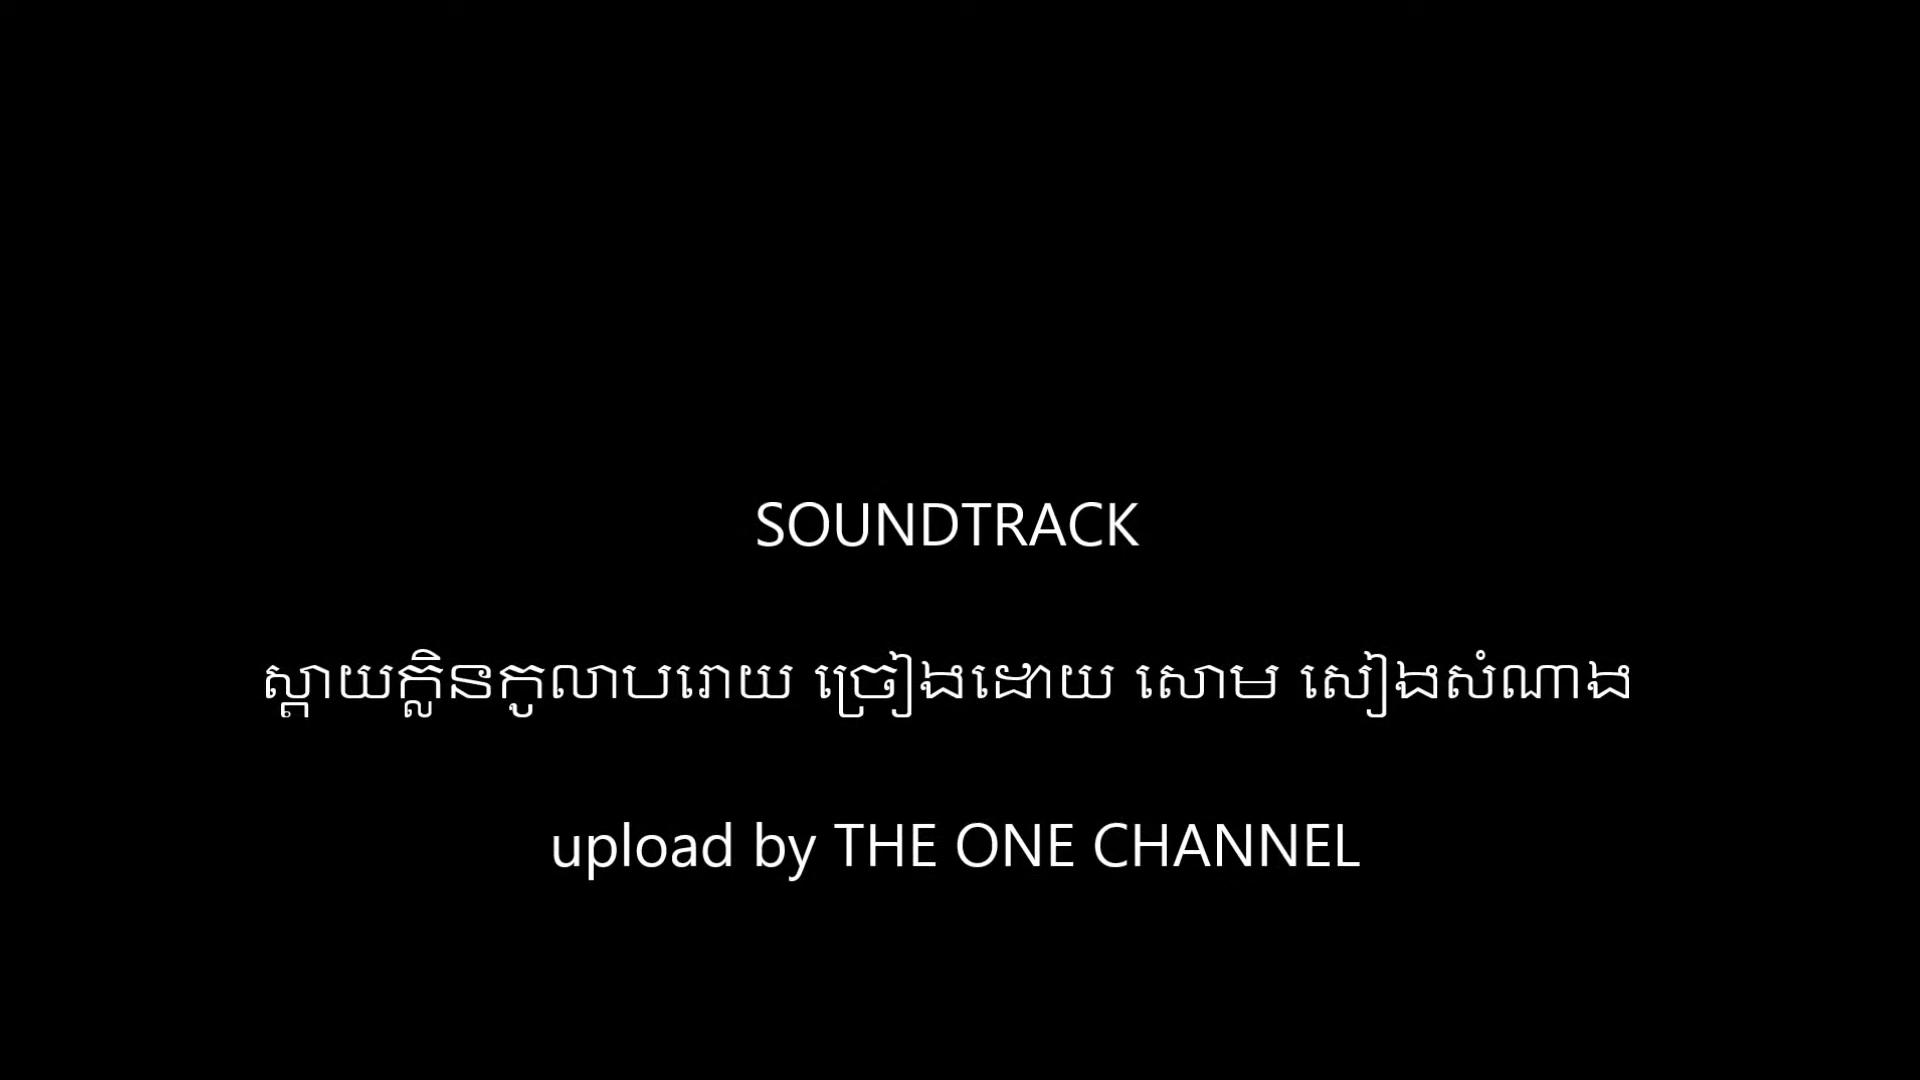 SOUNDTRACK
ស្តាយក្លិនកូលាបរោយ ច្រៀងដោយ សោម សៀងសំណាង
upload by THE ONE CHANNEL